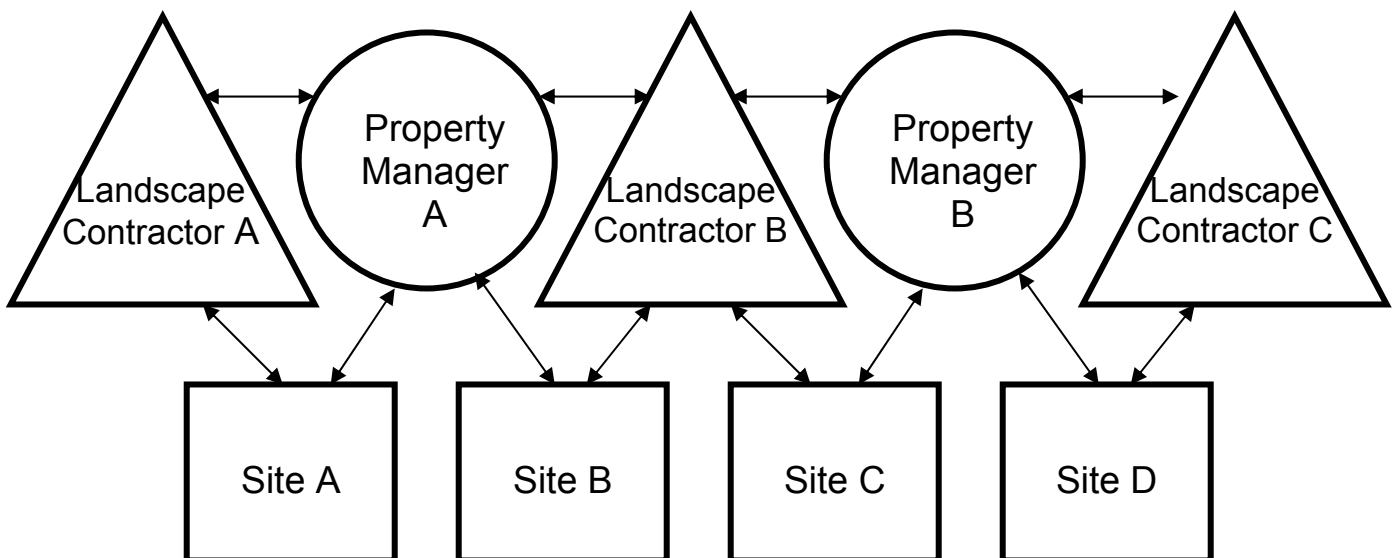 Landscape
Contractor A
Property
Manager
A
Landscape
Contractor B
Property
Manager
B
Landscape
Contractor C
Site A
Site B
Site C
Site D